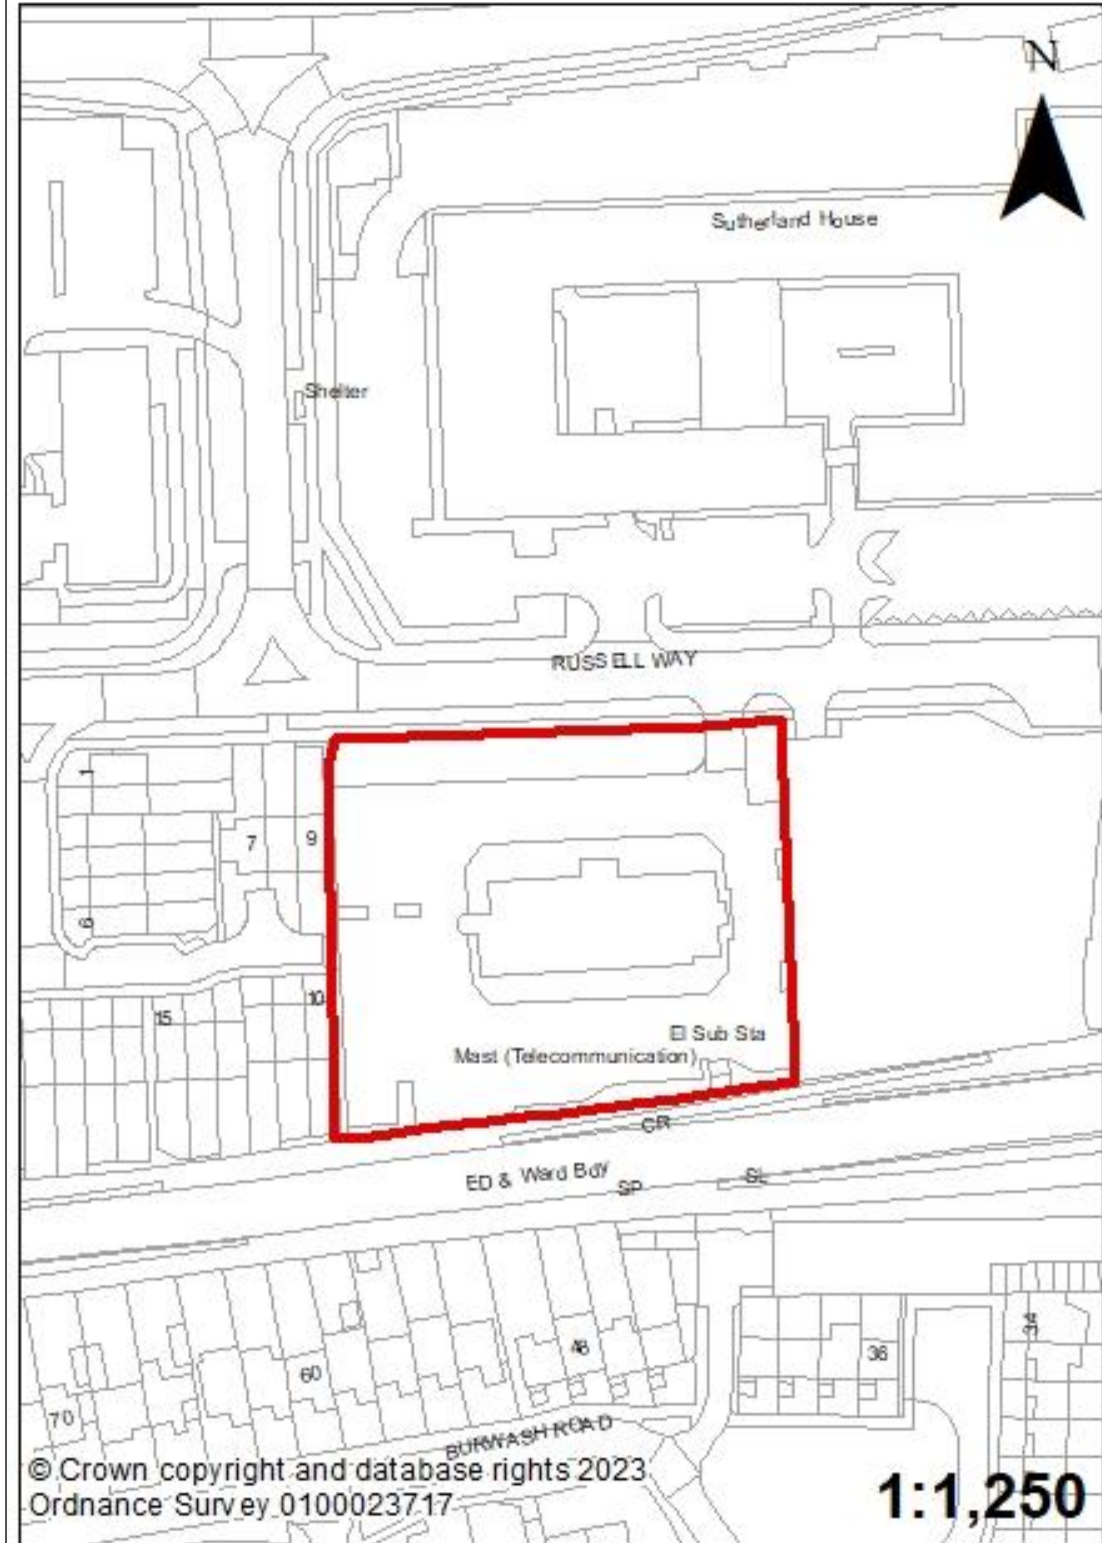 N
Sutherland House
Shelter
RUSSELL WAY
1
7
9
6
10
15
El Sub Sta
Mast (Telecommunication)
CR
ED & Ward Bdy
SP
SL
48
34
36
60
70
BURWASH ROAD
© Crown copyright and database rights 2023
Ordnance Survey 0100023717
1:1,250